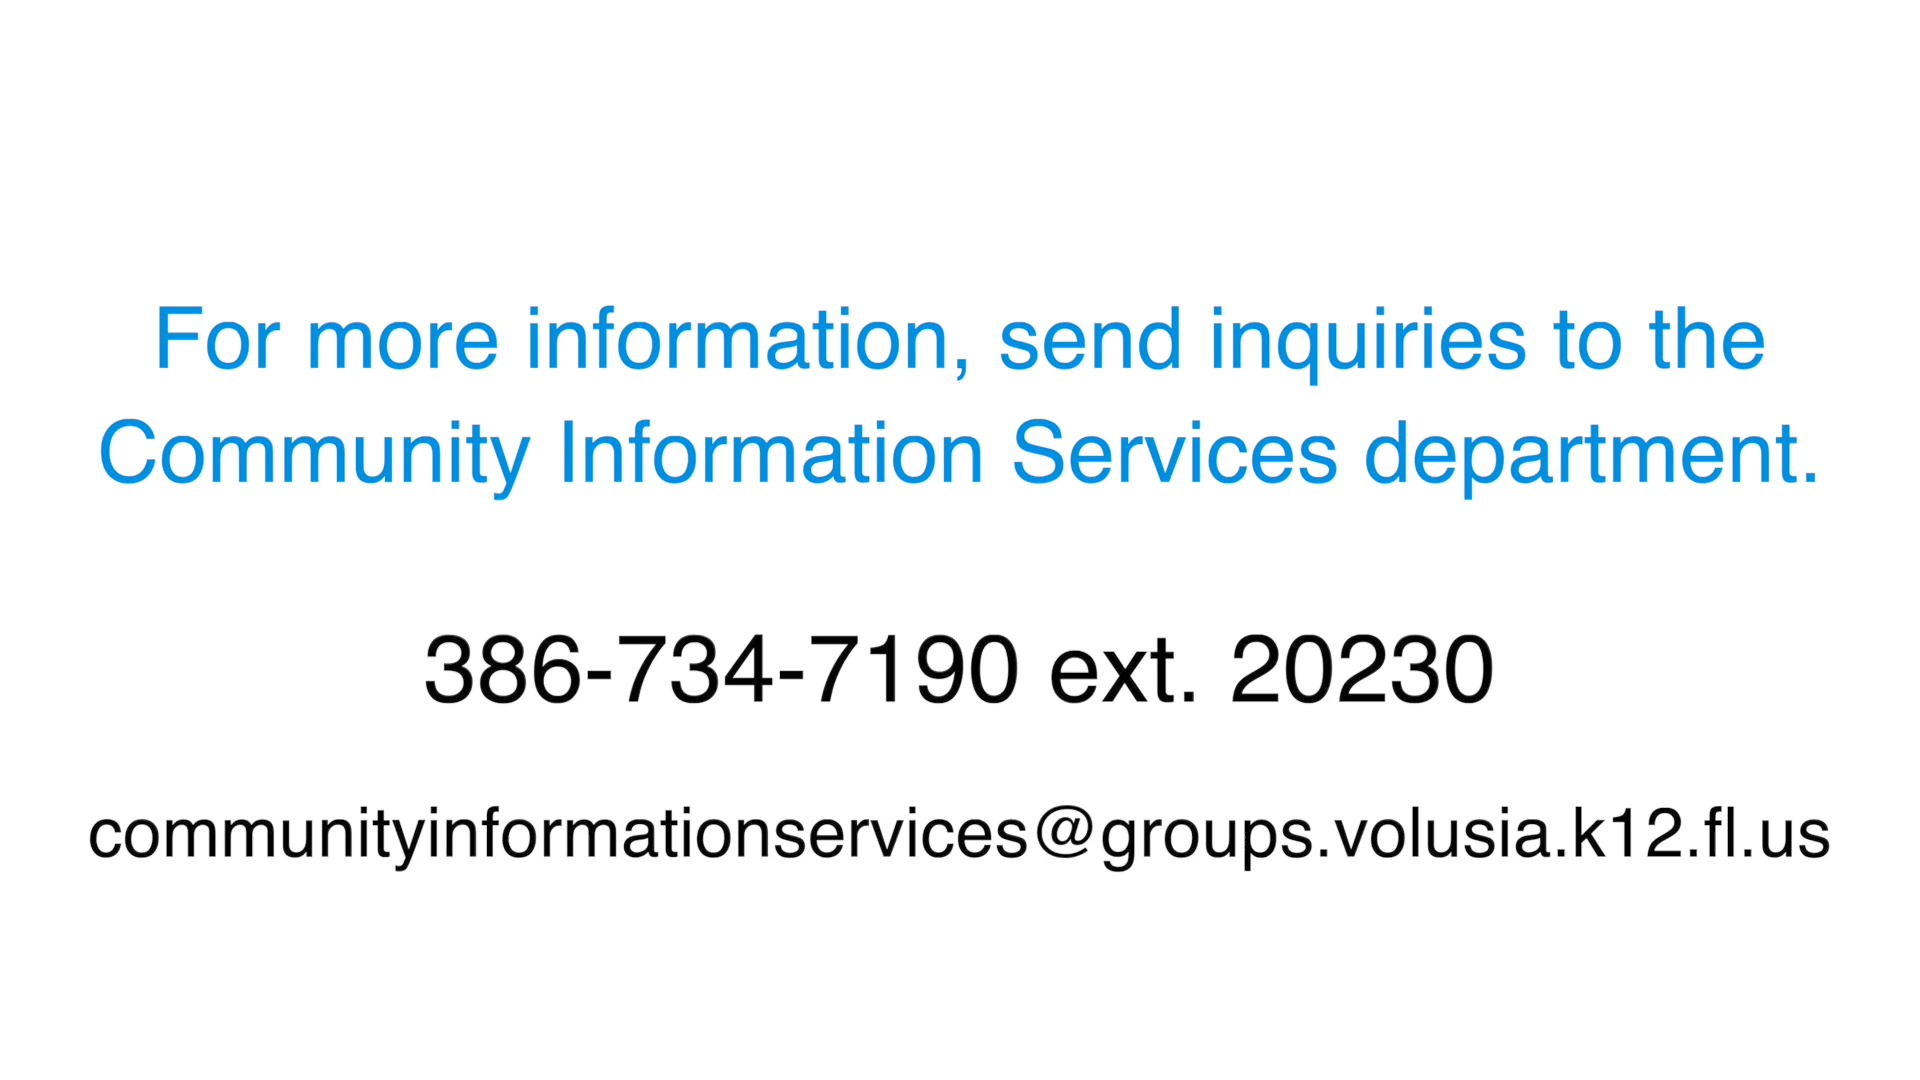 For more information, send inquiries to the
Community Information Services department.
386-734-7190 ext. 20230
communityinformationservices@groups.volusia.k12.fl.us